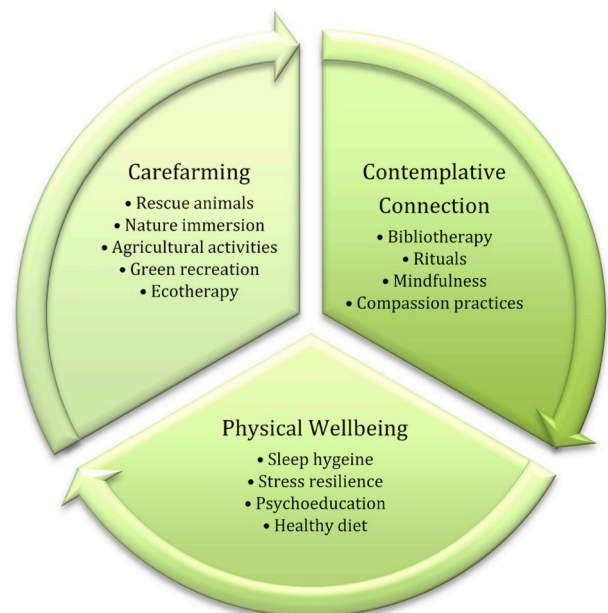 Carefarming
• Rescue animals
• Nature immersion
• Agricultural activities
• Green recreation
• Ecotherapy
Contemplative
Connection
• Bibliotherapy
• Rituals
• Mindfulness
• Compassion practices
Physical Wellbeing
• Sleep hygeine
• Stress resilience
• Psychoeducation
• Healthy diet